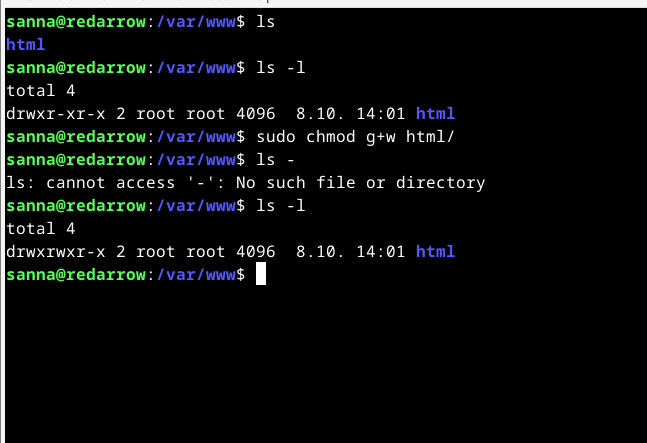 sanna@redarrow:/var/www$ ls
html
sanna@redarrow:/var/www$ ls -l
total 4
drwxr-xr-x 2 root root 4096  8.10. 14:01 html
sanna@redarrow:/var/www$ sudo chmod g+w html/
sanna@redarrow:/var/www$ ls -
ls: cannot access '-': No such file or directory
sanna@redarrow:/var/www$ ls -l
total 4
drwxrwxr-x 2 root root 4096  8.10. 14:01 html
sanna@redarrow:/var/www$